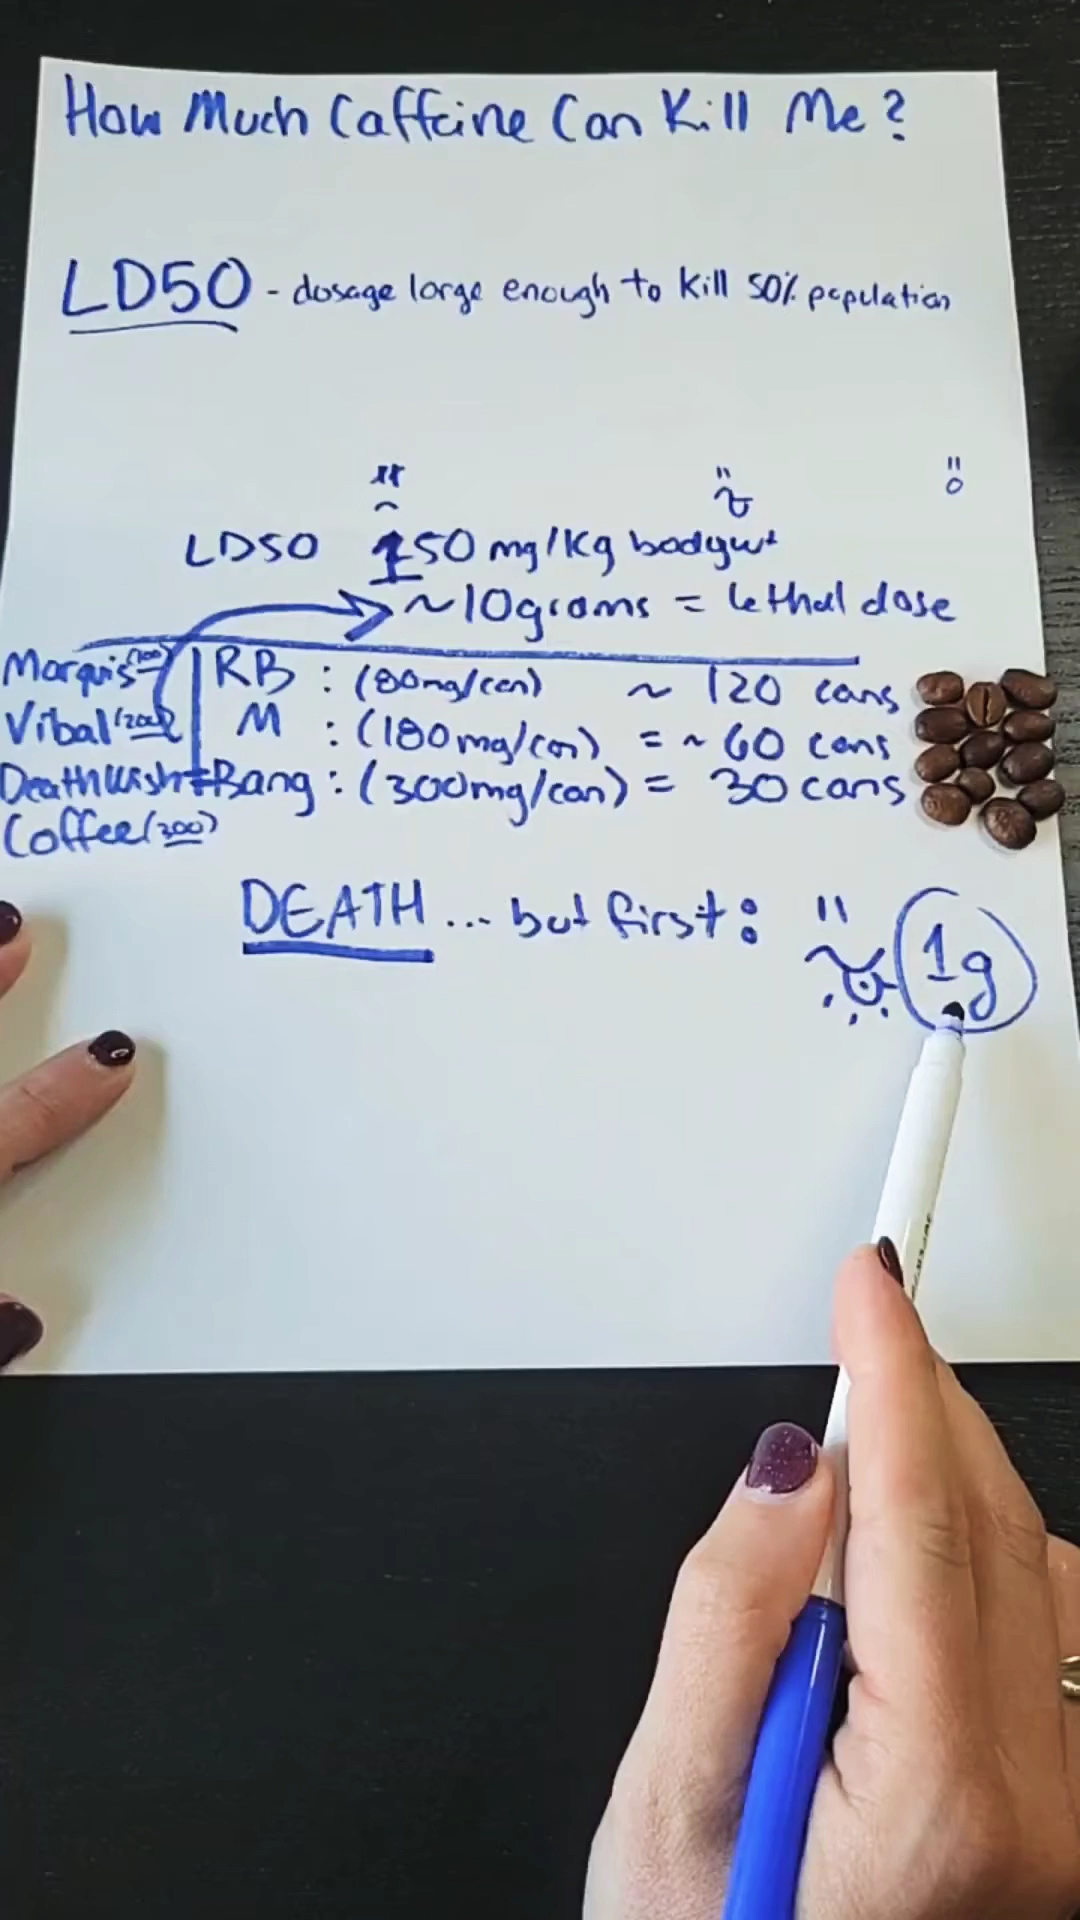 How Much Caffeine Can Kill Me?
LD50 - dosage large enough to kill 50% population
LD50 150 mg/Kg bodywt
~10grams = lethal dose
Marquis
RB : (80mg/can) ~ 120 cans
Vibal (200)
M : (180mg/can) = ~ 60 cans
Deathwish
Bang : (300mg/can) = 30 cans
Coffee (300)
DEATH ... but first :
1g